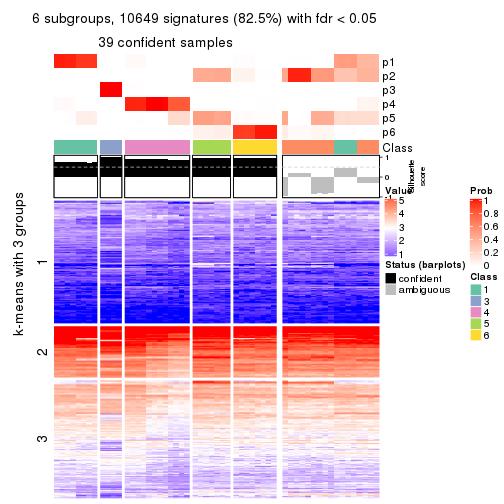 6 subgroups, 10649 signatures (82.5%) with fdr < 0.05
39 confident samples
p1
p2
p3
p4
p5
p6
Class
1
0
Silhouette
score
k-means with 3 groups
1
2
3
Value
5
4
3
2
1
Status (barplots)
confident
ambiguous
Prob
1
0.8
0.6
0.4
0.2
0
Class
1
3
4
5
6